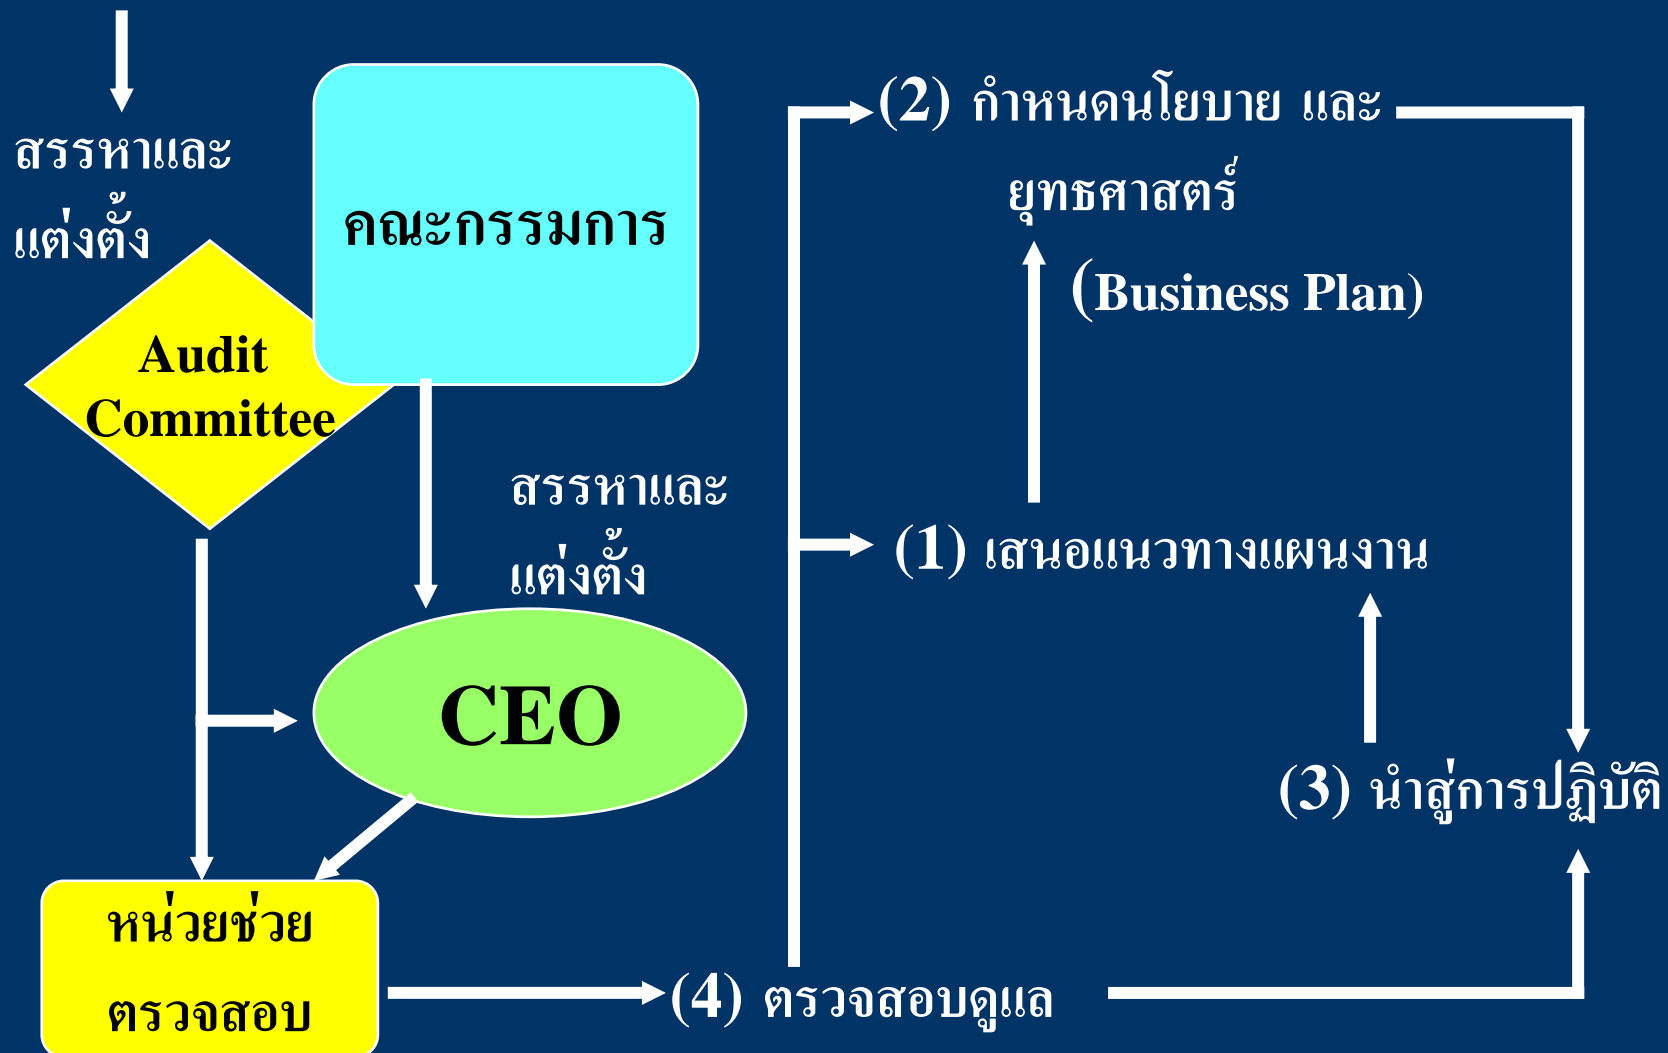 สรรหาและ
แต่งตั้ง
คณะกรรมการ
Audit
Committee
สรรหาและ
แต่งตั้ง
CEO
หน่วยช่วย
ตรวจสอบ
(2) กำหนดนโยบาย และ
ยุทธศาสตร์
(Business Plan)
(1) เสนอแนวทางแผนงาน
(3) นำสู่การปฏิบัติ
(4) ตรวจสอบดูแล